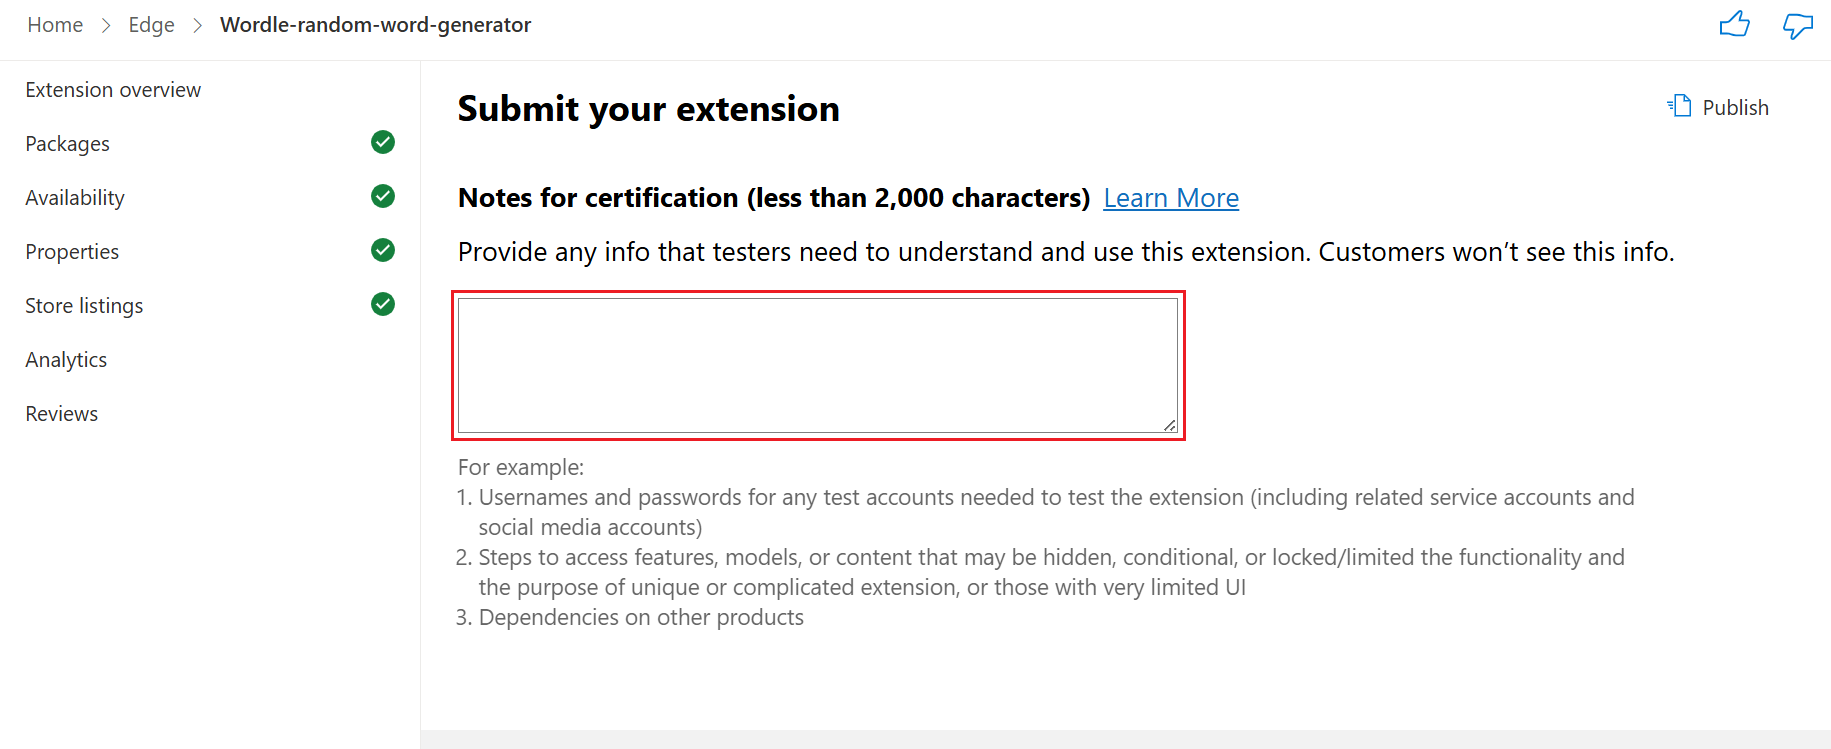 Home > Edge > Wordle-random-word-generator
Extension overview
Packages
Availability
Properties
Store listings
Analytics
Reviews
Submit your extension
Publish
Notes for certification (less than 2,000 characters) Learn More
Provide any info that testers need to understand and use this extension. Customers won’t see this info.
For example:
1. Usernames and passwords for any test accounts needed to test the extension (including related service accounts and
social media accounts)
2. Steps to access features, models, or content that may be hidden, conditional, or locked/limited the functionality and
the purpose of unique or complicated extension, or those with very limited UI
3. Dependencies on other products